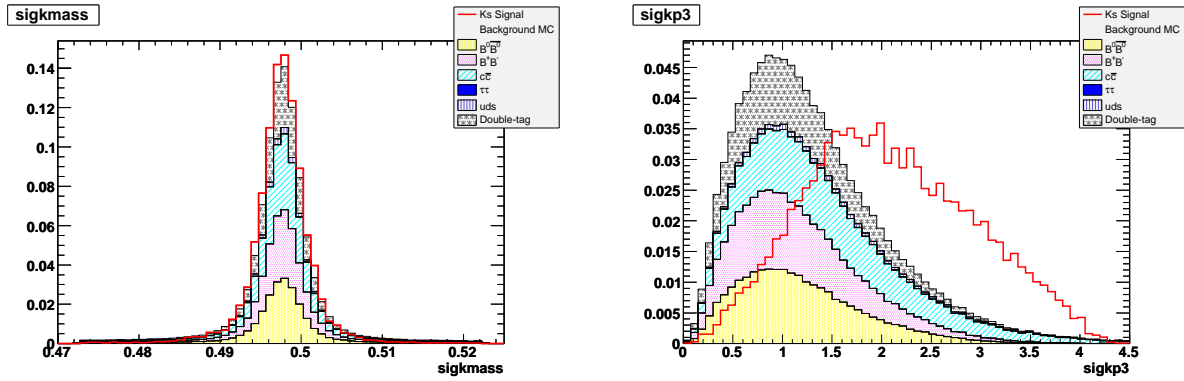 sigkmass
Ks Signal
Background MC
B⁰B̅⁰
B⁺B⁻
cc̅
ττ
uds
Double-tag
0.14
0.12
0.1
0.08
0.06
0.04
0.02
0
0.47 0.48 0.49 0.5 0.51 0.52
sigkmass
sigkp3
Ks Signal
Background MC
B⁰B̅⁰
B⁺B⁻
cc̅
ττ
uds
Double-tag
0.045
0.04
0.035
0.03
0.025
0.02
0.015
0.01
0.005
0
0 0.5 1 1.5 2 2.5 3 3.5 4 4.5
sigkp3